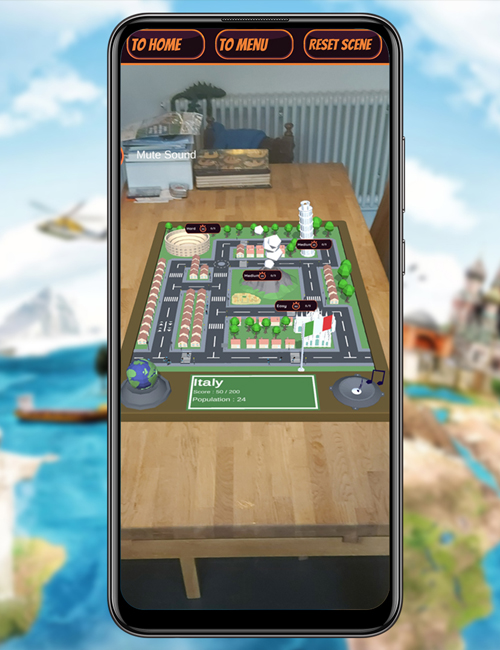 TO HOME
TO MENU
RESET SCENE
Mute Sound
Hard
Medium
Medium
Easy
Italy
Score : 50 / 200
Population : 24